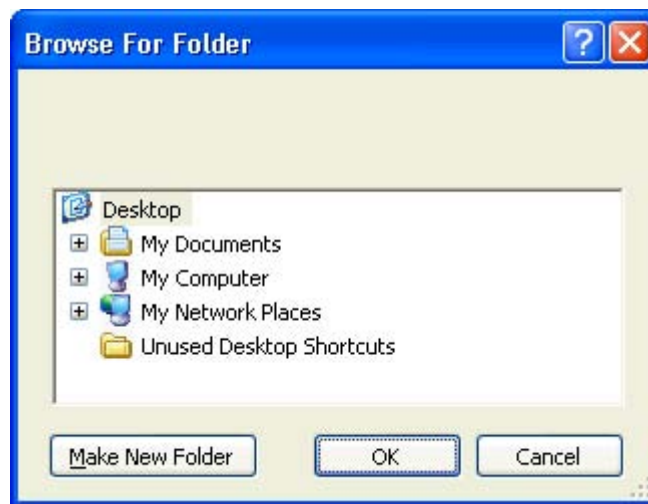 Browse For Folder
Desktop
My Documents
My Computer
My Network Places
Unused Desktop Shortcuts
Make New Folder OK Cancel